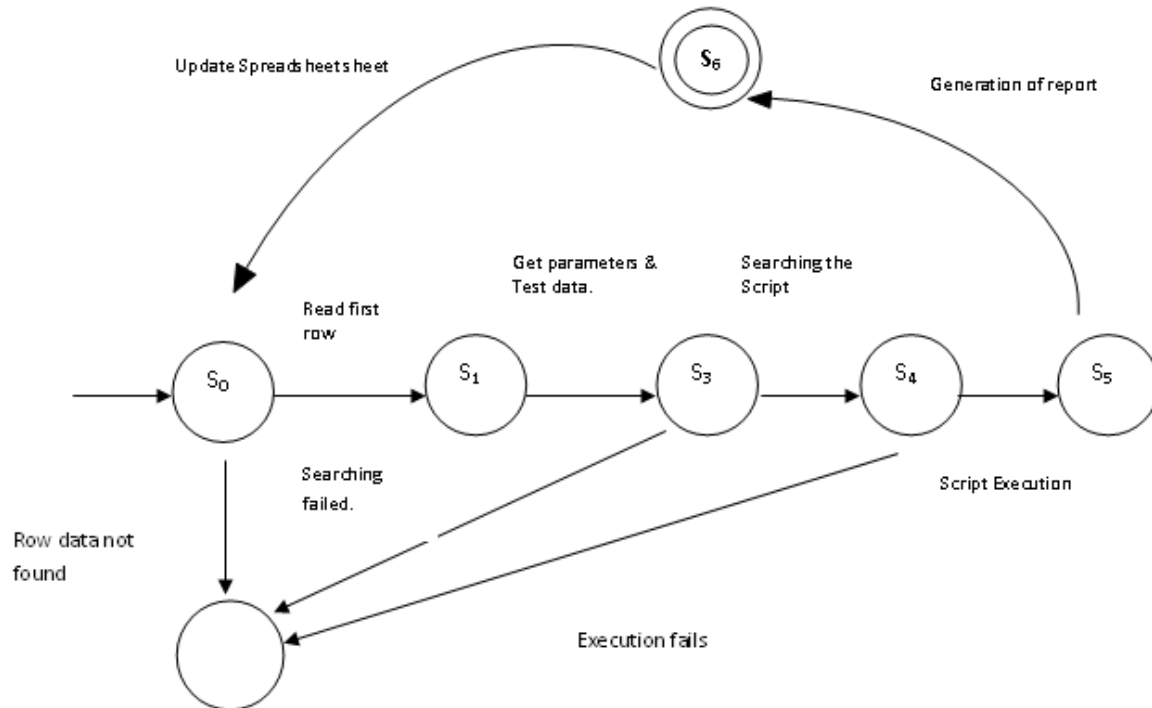 S6
Update Spreadsheet sheet
Generation of report
Get parameters &
Test data.
Searching the
Script
Read first
row
S0
S1
S3
S4
S5
Searching
failed.
Script Execution
Row data not
found
Execution fails